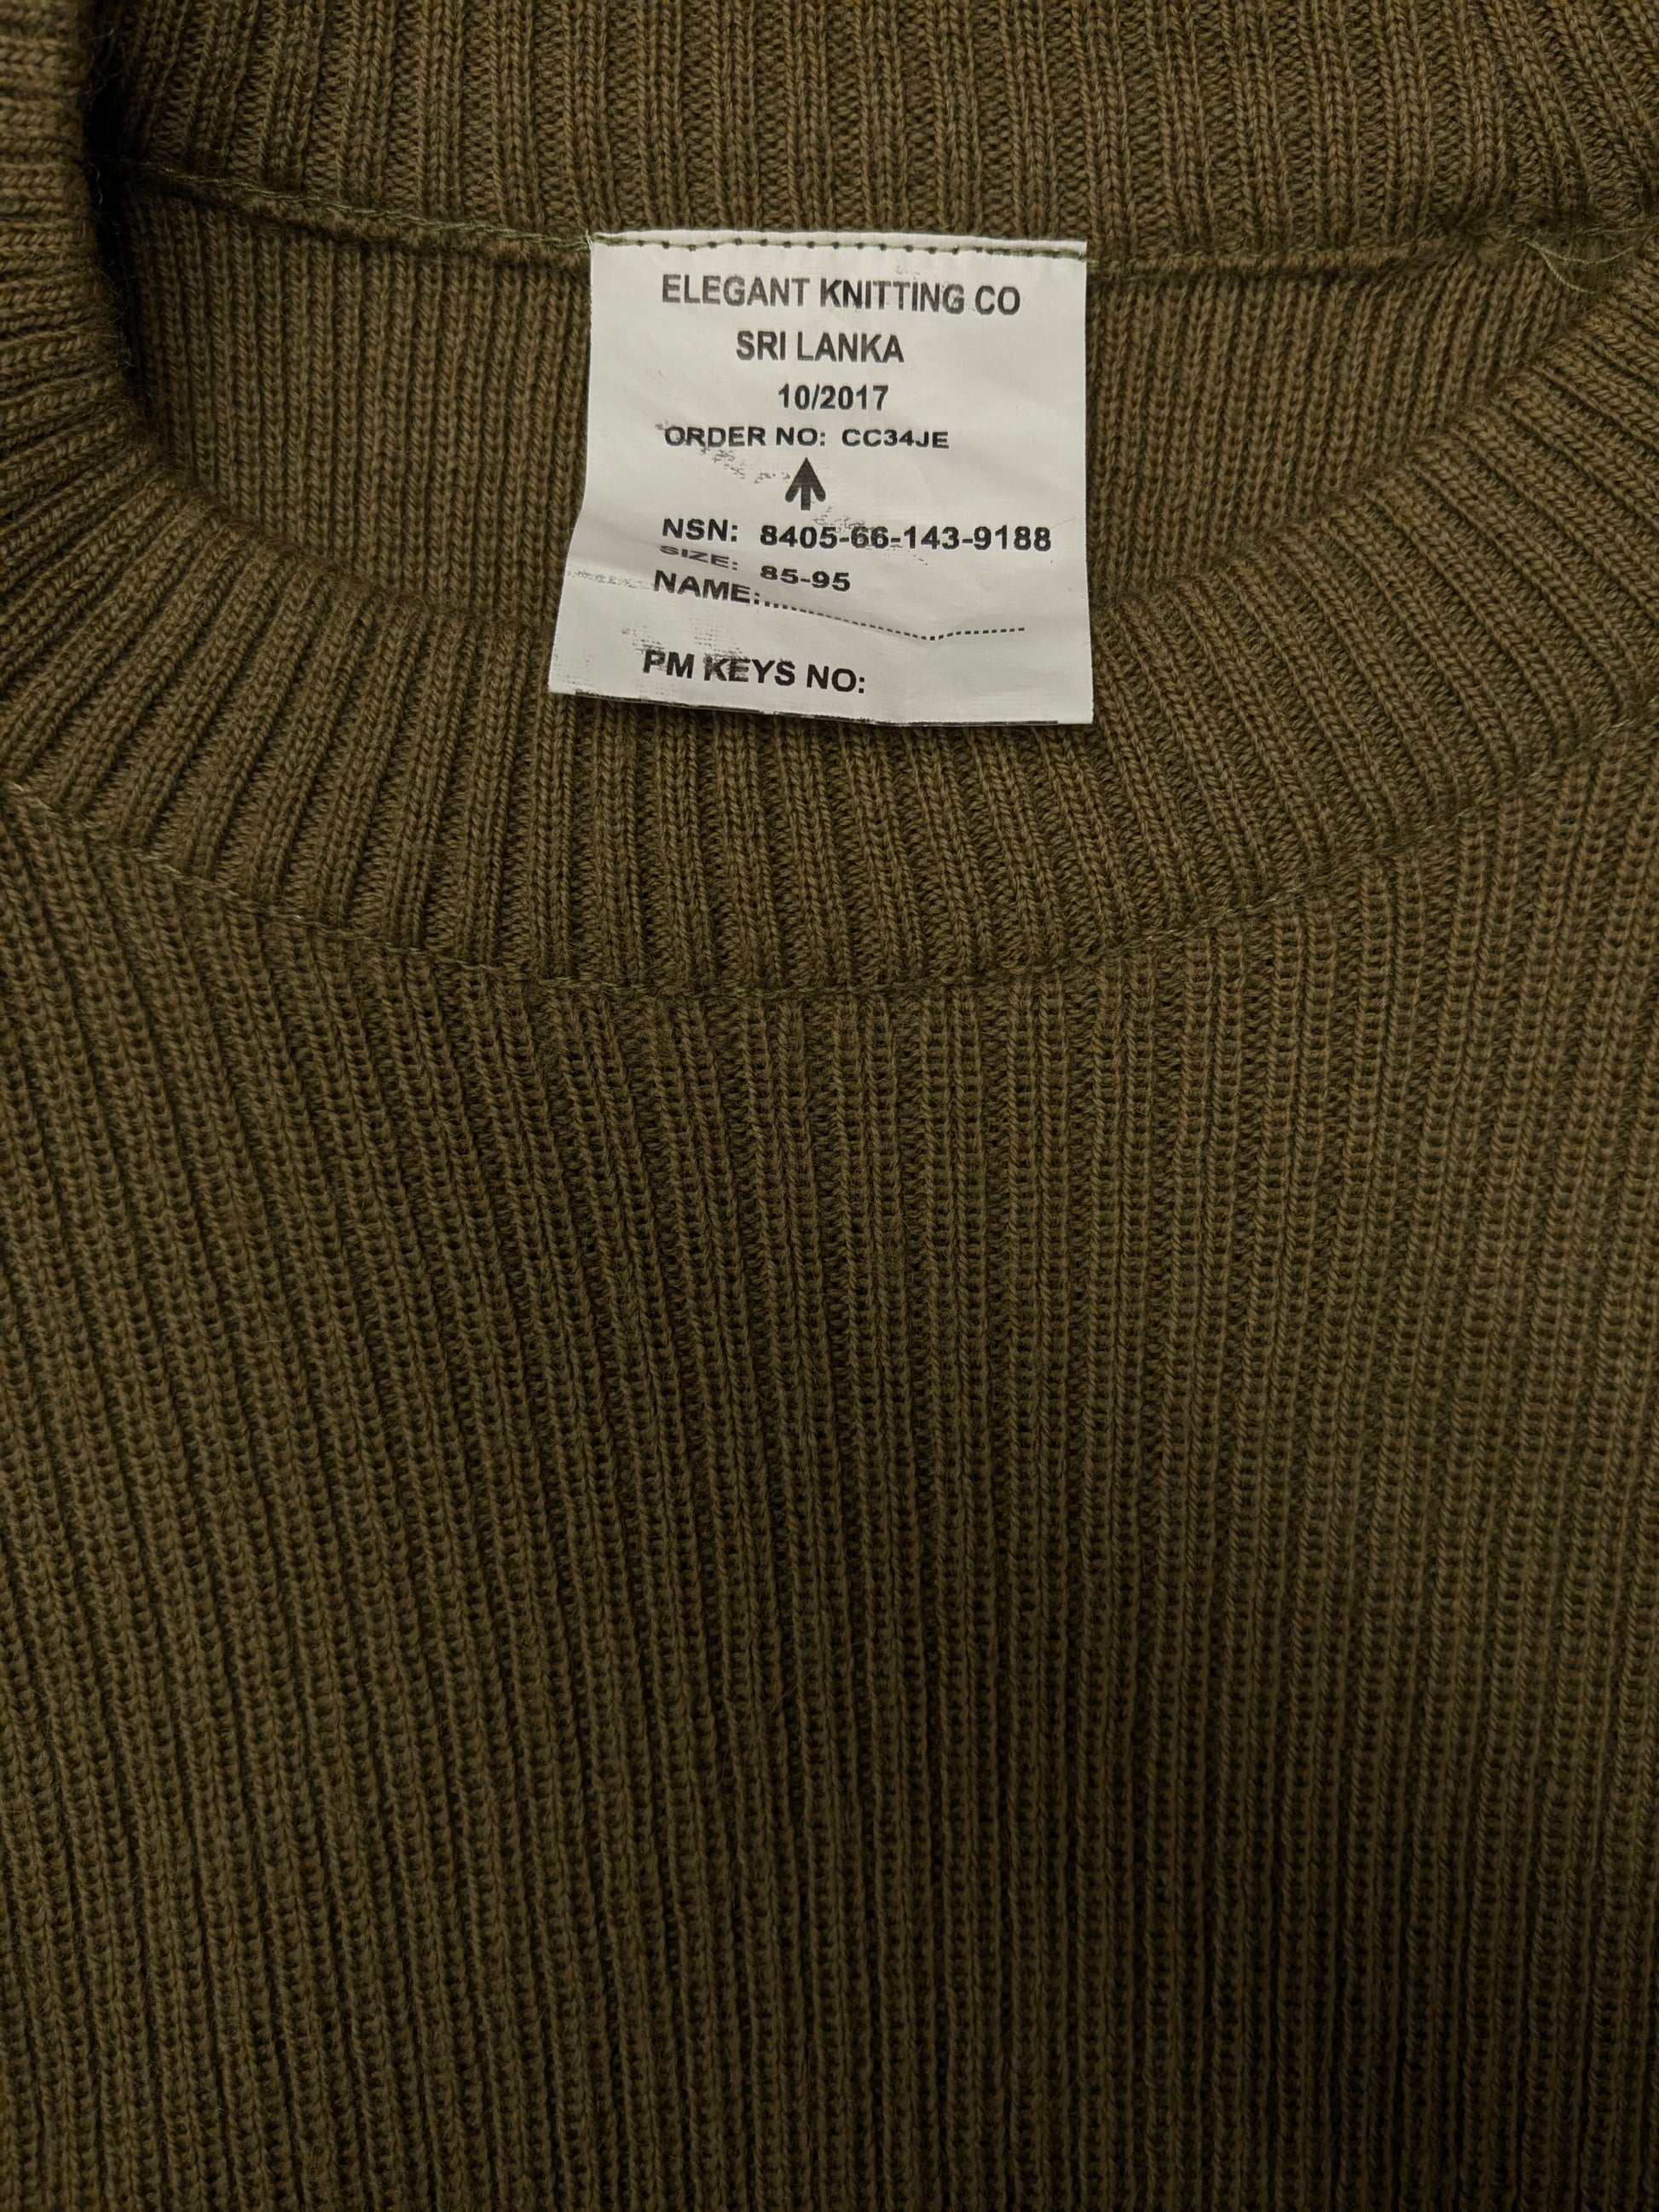 ELEGANT KNITTING CO
SRI LANKA
10/2017
ORDER NO: CC34JE
NSN: 8405-66-143-9188
SIZE: 85-95
NAME:................................
PM KEYS NO: